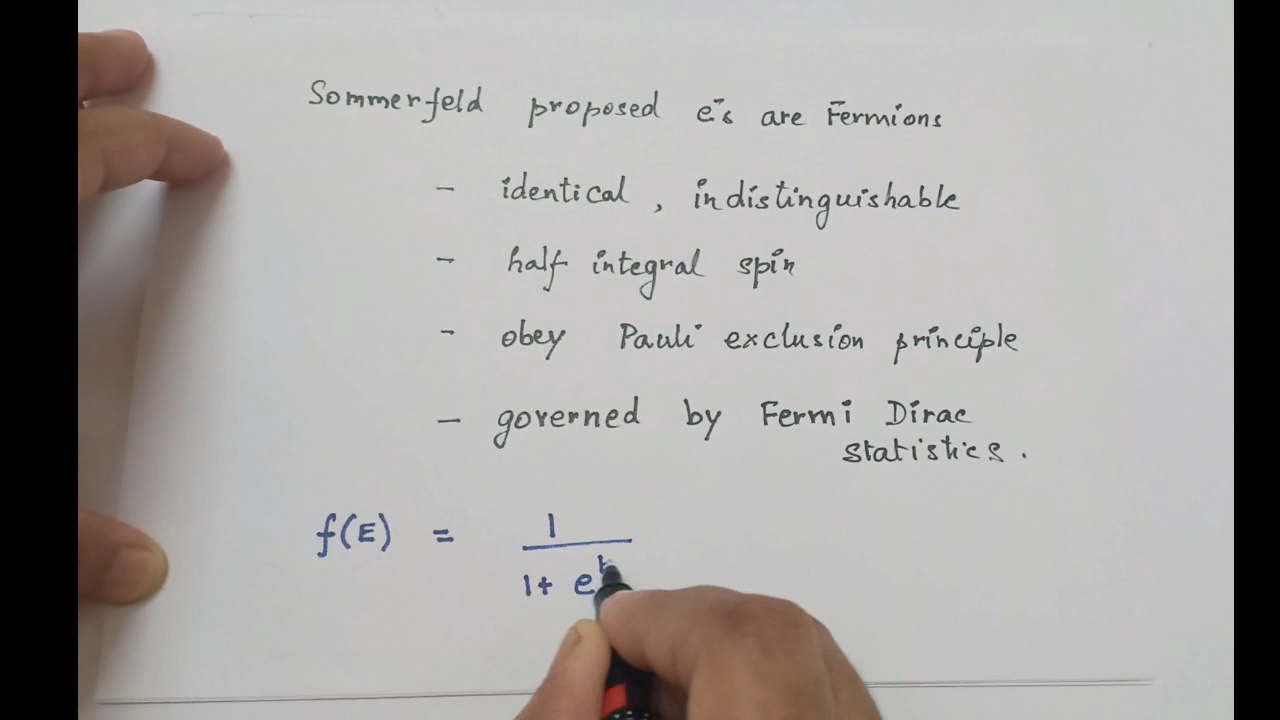 Sommerfeld proposed e⁻s are Fermions
- identical , indistinguishable
- half integral spin
- obey Pauli exclusion principle
- governed by Fermi Dirac
statistics.
f(E) = 1
1+ e